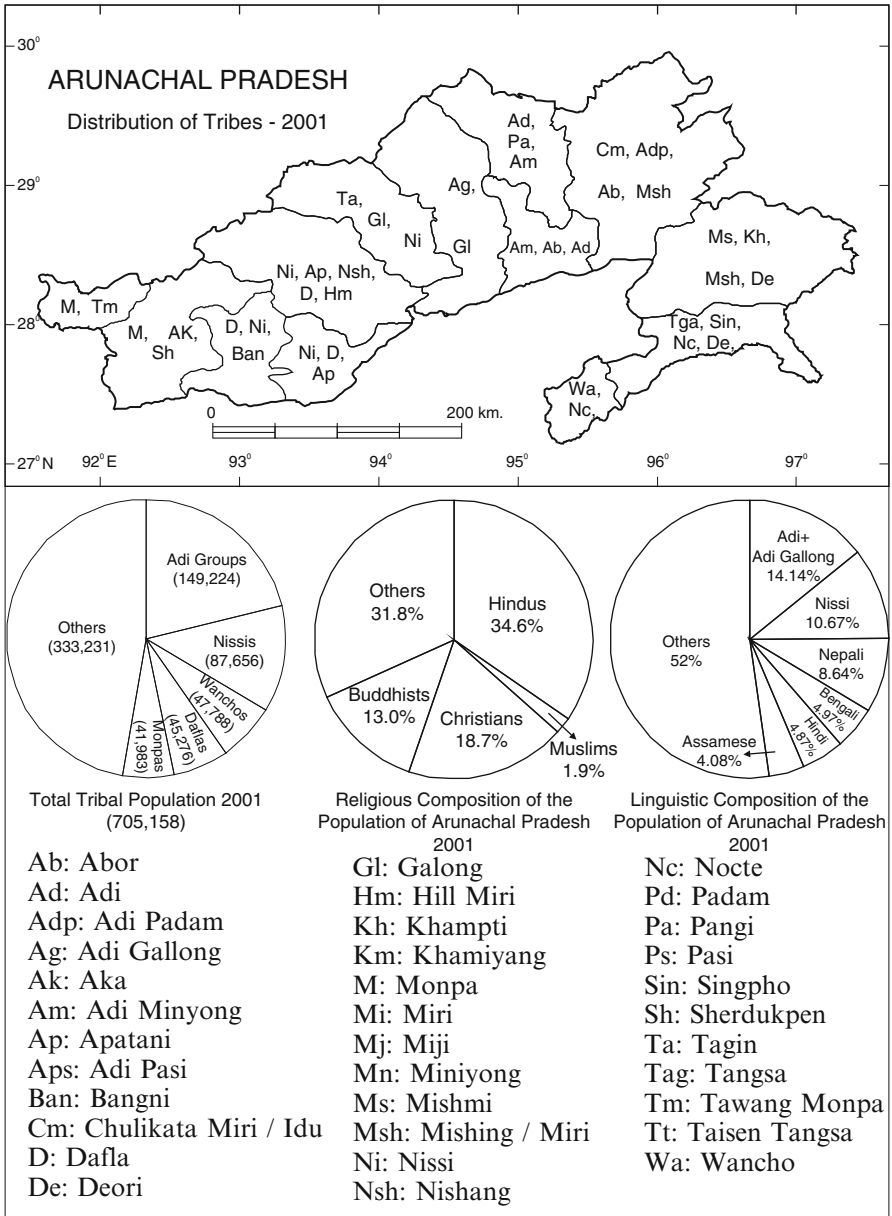 30°
ARUNACHAL PRADESH
Distribution of Tribes - 2001
29°
28°
27° N
92° E
93°
94°
95°
96°
97°
Ad,
Pa,
Am
Cm, Adp,
Ab, Msh
Ag,
Gl
Ta,
Gl,
Ni
Am, Ab, Ad
Ms, Kh,
Msh, De
Ni, Ap, Nsh,
D, Hm
M, Tm
M, AK,
Sh
D, Ni,
Ban
Ni, D,
Ap
Tga, Sin,
Nc, De,
Wa,
Nc,
0 200 km.
Adi Groups
(149,224)
Nissis
(87,656)
Wanchos
(47,788)
Daflas
(45,276)
Monpas
(41,983)
Others
(333,231)
Total Tribal Population 2001
(705,158)
Others
31.8%
Hindus
34.6%
Buddhists
13.0%
Christians
18.7%
Muslims
1.9%
Religious Composition of the
Population of Arunachal Pradesh
2001
Adi+
Adi Gallong
14.14%
Nissi
10.67%
Nepali
8.64%
Bengali
4.97%
Hindi
4.87%
Assamese
4.08%
Others
52%
Linguistic Composition of the
Population of Arunachal Pradesh
2001
Ab: Abor
Ad: Adi
Adp: Adi Padam
Ag: Adi Gallong
Ak: Aka
Am: Adi Minyong
Ap: Apatani
Aps: Adi Pasi
Ban: Bangni
Cm: Chulikata Miri / Idu
D: Dafla
De: Deori
Gl: Galong
Hm: Hill Miri
Kh: Khampti
Km: Khamiyang
M: Monpa
Mi: Miri
Mj: Miji
Mn: Miniyong
Ms: Mishmi
Msh: Mishing / Miri
Ni: Nissi
Nsh: Nishang
Nc: Nocte
Pd: Padam
Pa: Pangi
Ps: Pasi
Sin: Singpho
Sh: Sherdukpen
Ta: Tagin
Tag: Tangsa
Tm: Tawang Monpa
Tt: Taisen Tangsa
Wa: Wancho